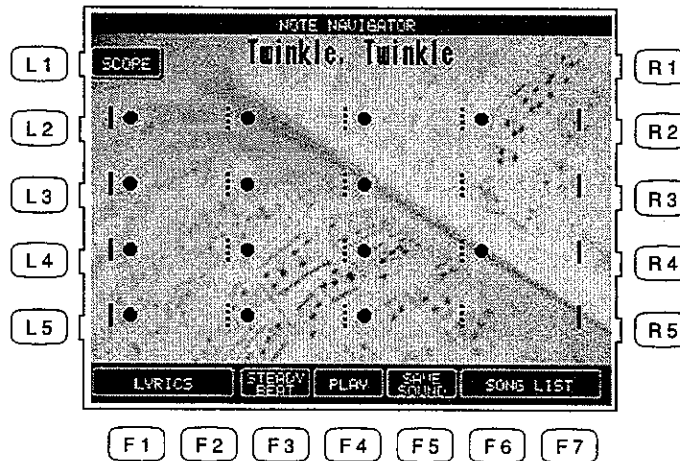 NOTE NAVIGATOR
Twinkle, Twinkle
L1 SCOPE R1
L2 R2
L3 R3
L4 R4
L5 R5
LYRICS STEADY BEAT PLAY SAME SOUND SONG LIST
F1 F2 F3 F4 F5 F6 F7